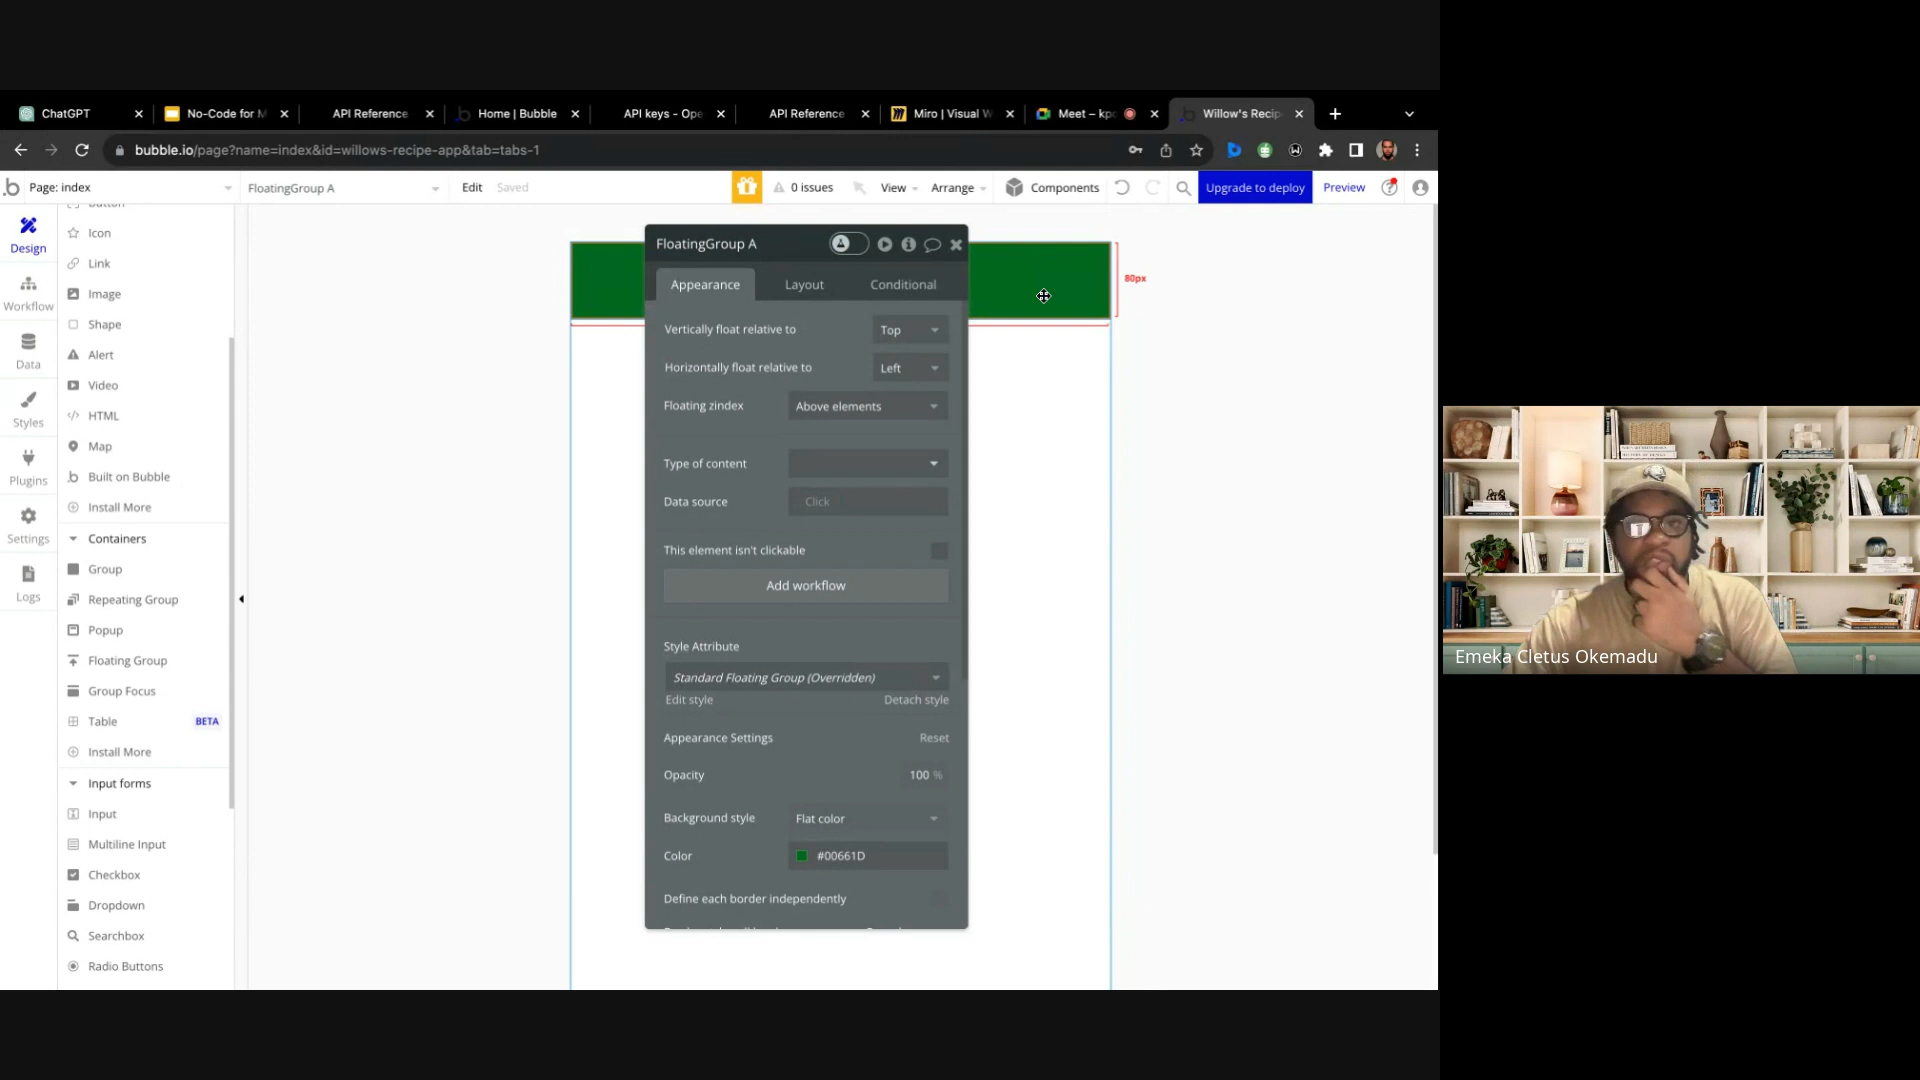 ChatGPT
No-Code for M
API Reference
Home | Bubble
API keys - Ope
API Reference
Miro | Visual W
Meet – kpc
Willow's Recip
bubble.io/page?name=index&id=willows-recipe-app&tab=tabs-1
Page: index
FloatingGroup A
Edit
Saved
0 issues
View
Arrange
Components
Upgrade to deploy
Preview
Design
Workflow
Data
Styles
Plugins
Settings
Logs
Button
Icon
Link
Image
Shape
Alert
Video
HTML
Map
Built on Bubble
Install More
Containers
Group
Repeating Group
Popup
Floating Group
Group Focus
Table BETA
Install More
Input forms
Input
Multiline Input
Checkbox
Dropdown
Searchbox
Radio Buttons
FloatingGroup A
Appearance
Layout
Conditional
Vertically float relative to Top
Horizontally float relative to Left
Floating zindex Above elements
Type of content
Data source Click
This element isn't clickable
Add workflow
Style Attribute
Standard Floating Group (Overridden)
Edit style Detach style
Appearance Settings Reset
Opacity 100 %
Background style Flat color
Color #00661D
Define each border independently
80px
Emeka Cletus Okemadu